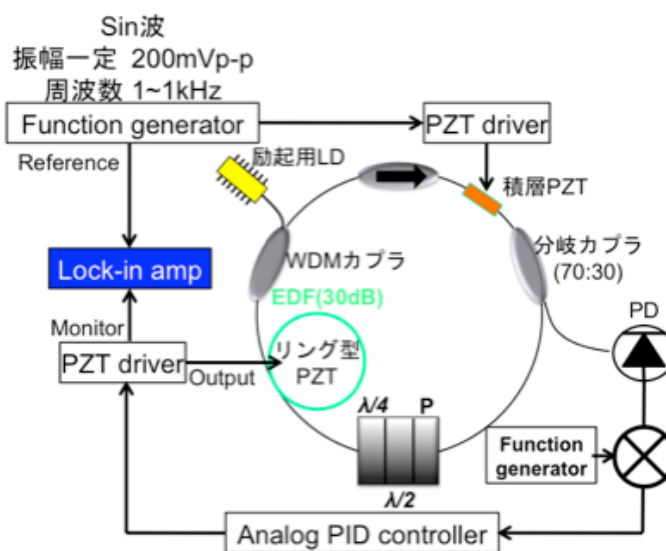 Sin波
振幅一定 200mVp-p
周波数 1~1kHz
Function generator
PZT driver
Reference
励起用LD
積層PZT
Lock-in amp
WDMカプラ
分岐カプラ
(70:30)
EDF(30dB)
Monitor
PD
PZT driver
Output
リング型
PZT
λ/4
P
Function
generator
λ/2
Analog PID controller